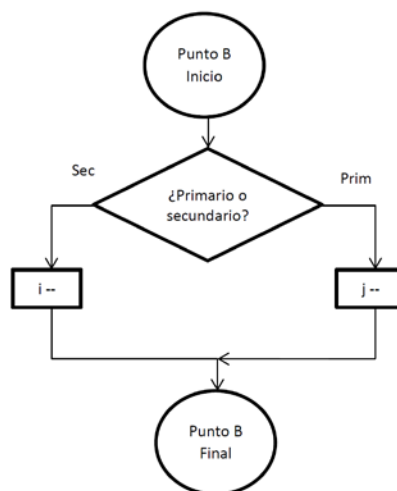 Punto B
Inicio
Sec
¿Primario o
secundario?
Prim
i --
j --
Punto B
Final